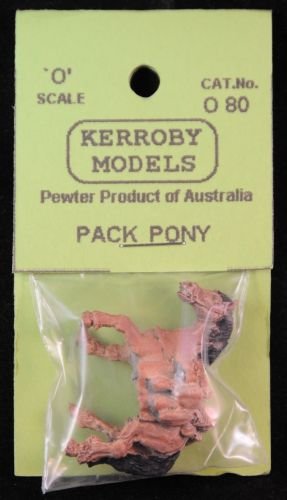 'O'
SCALE
CAT.No.
O 80
KERROBY
MODELS
Pewter Product of Australia
PACK PONY